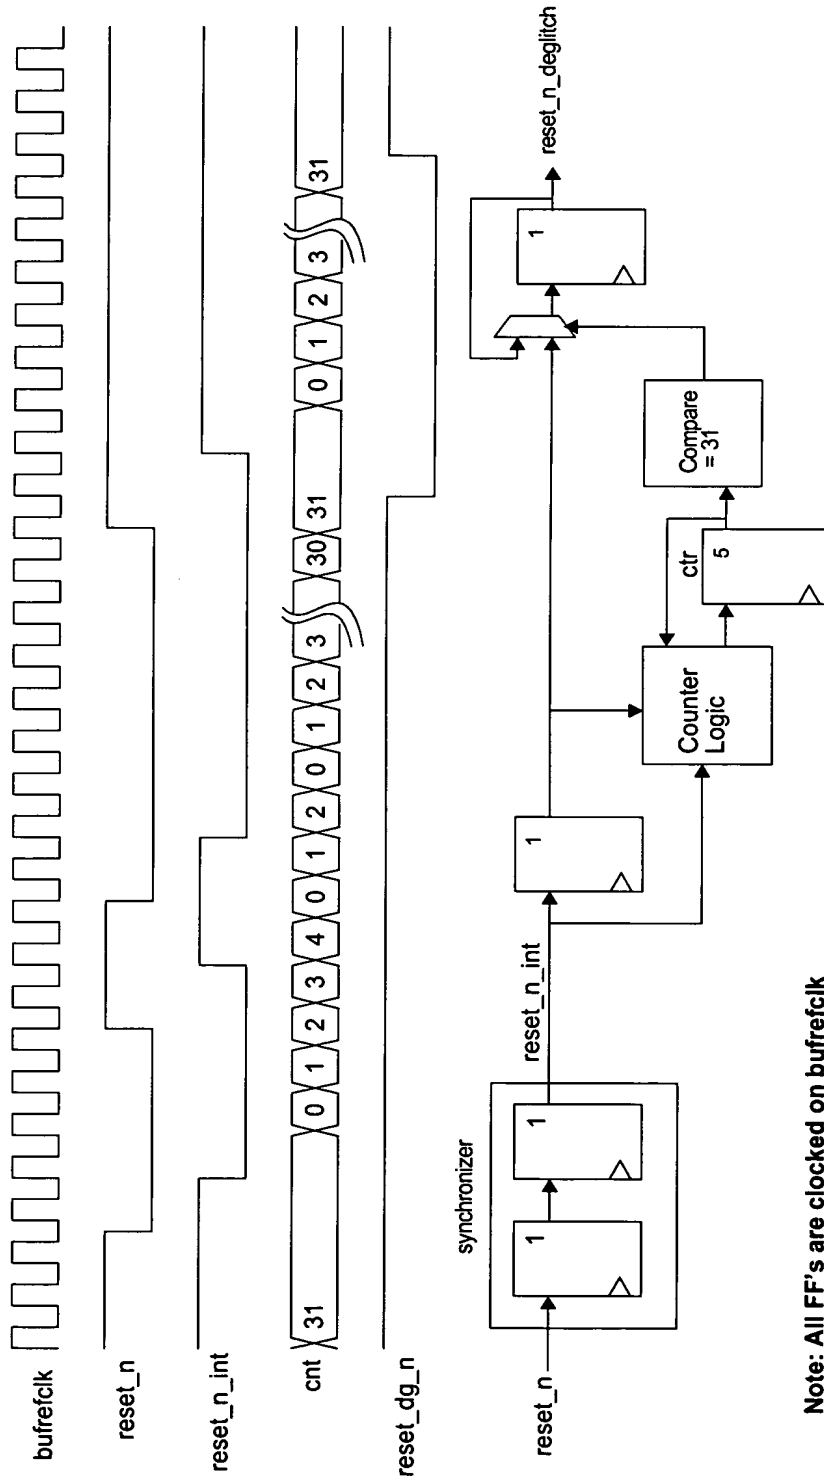 bufrefclk
reset_n
reset_n_int
cnt 31 0 1 2 3 4 0 1 2 0 1 2 3 30 31 0 1 2 3 31
reset_dg_n
synchronizer
reset_n
1
1
reset_n_int
1
Counter
Logic
ctr
5
Compare
= 31
1
reset_n_deglitch
Note: All FF's are clocked on bufrefclk